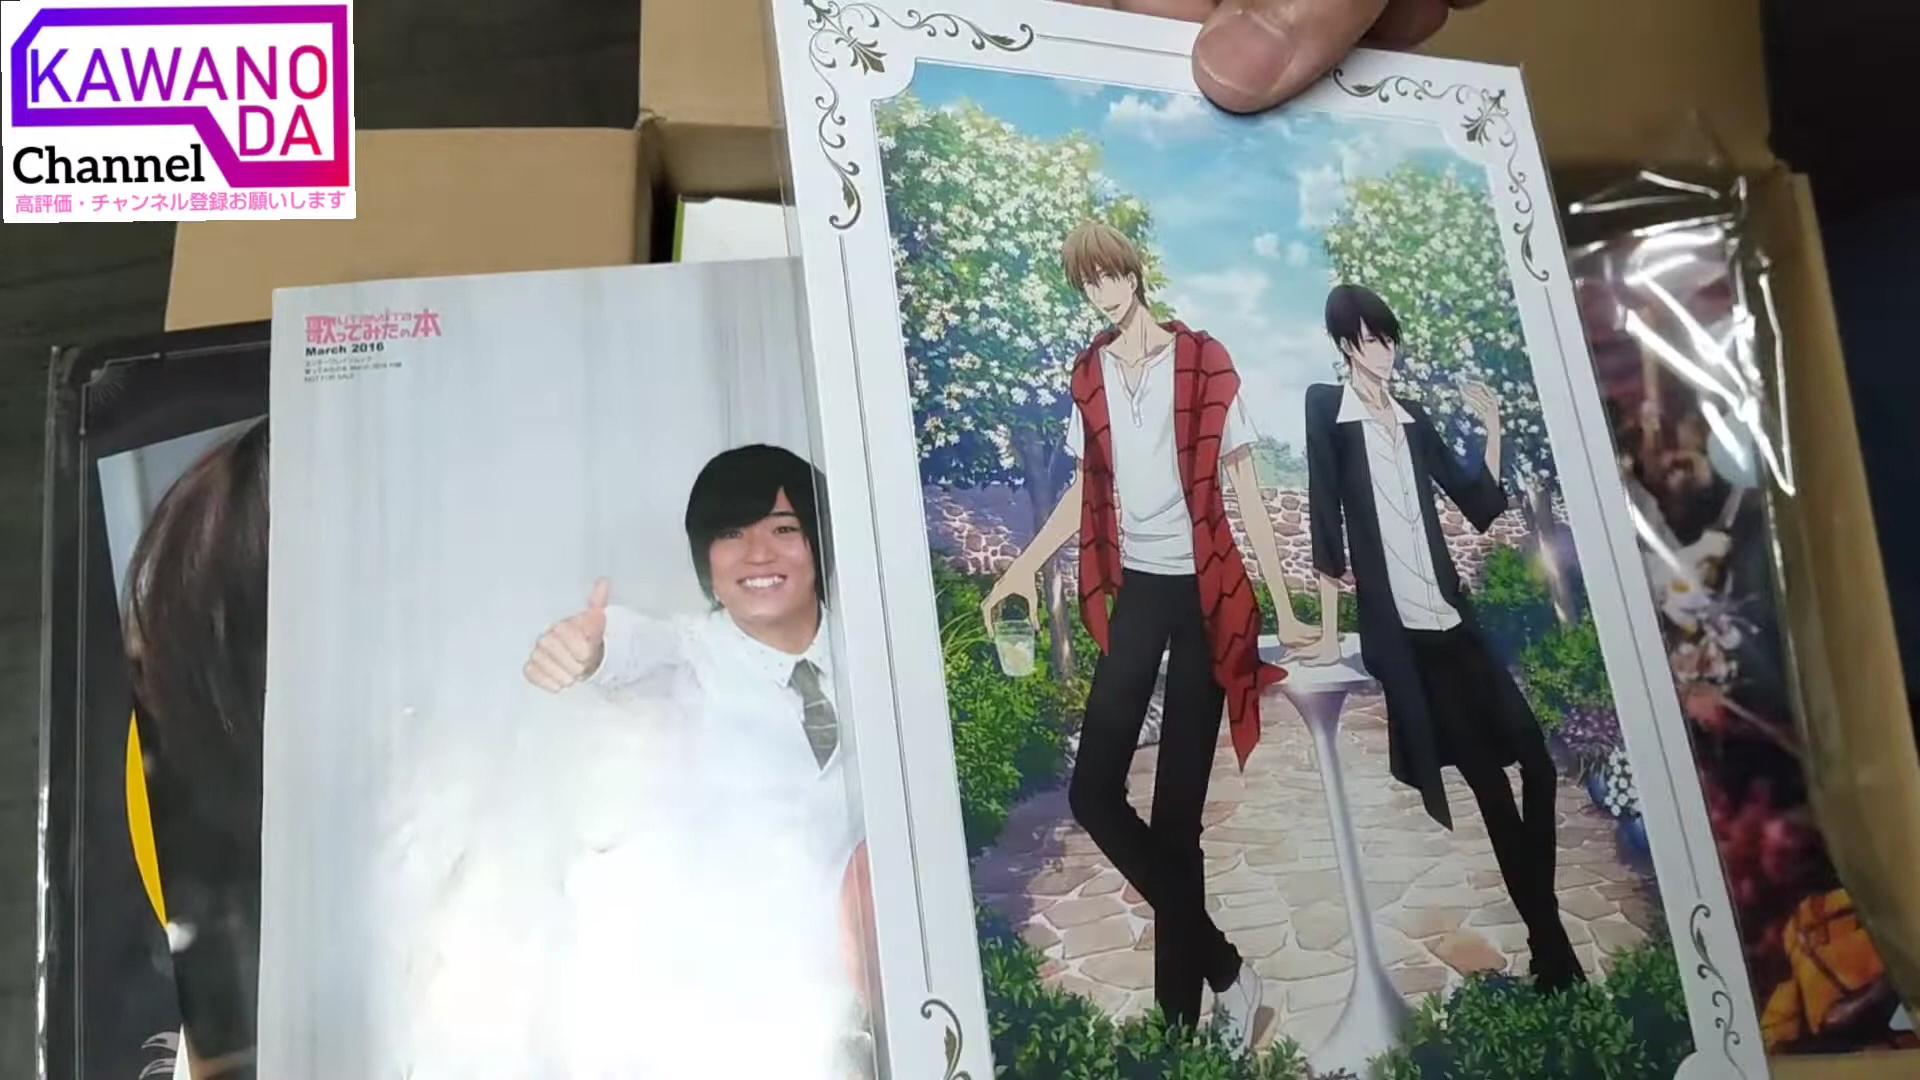 KAWANO
DA
Channel
高評価・チャンネル登録お願いします
UTaMiTa
歌ってみたの本
March 2016
NOT FOR SALE